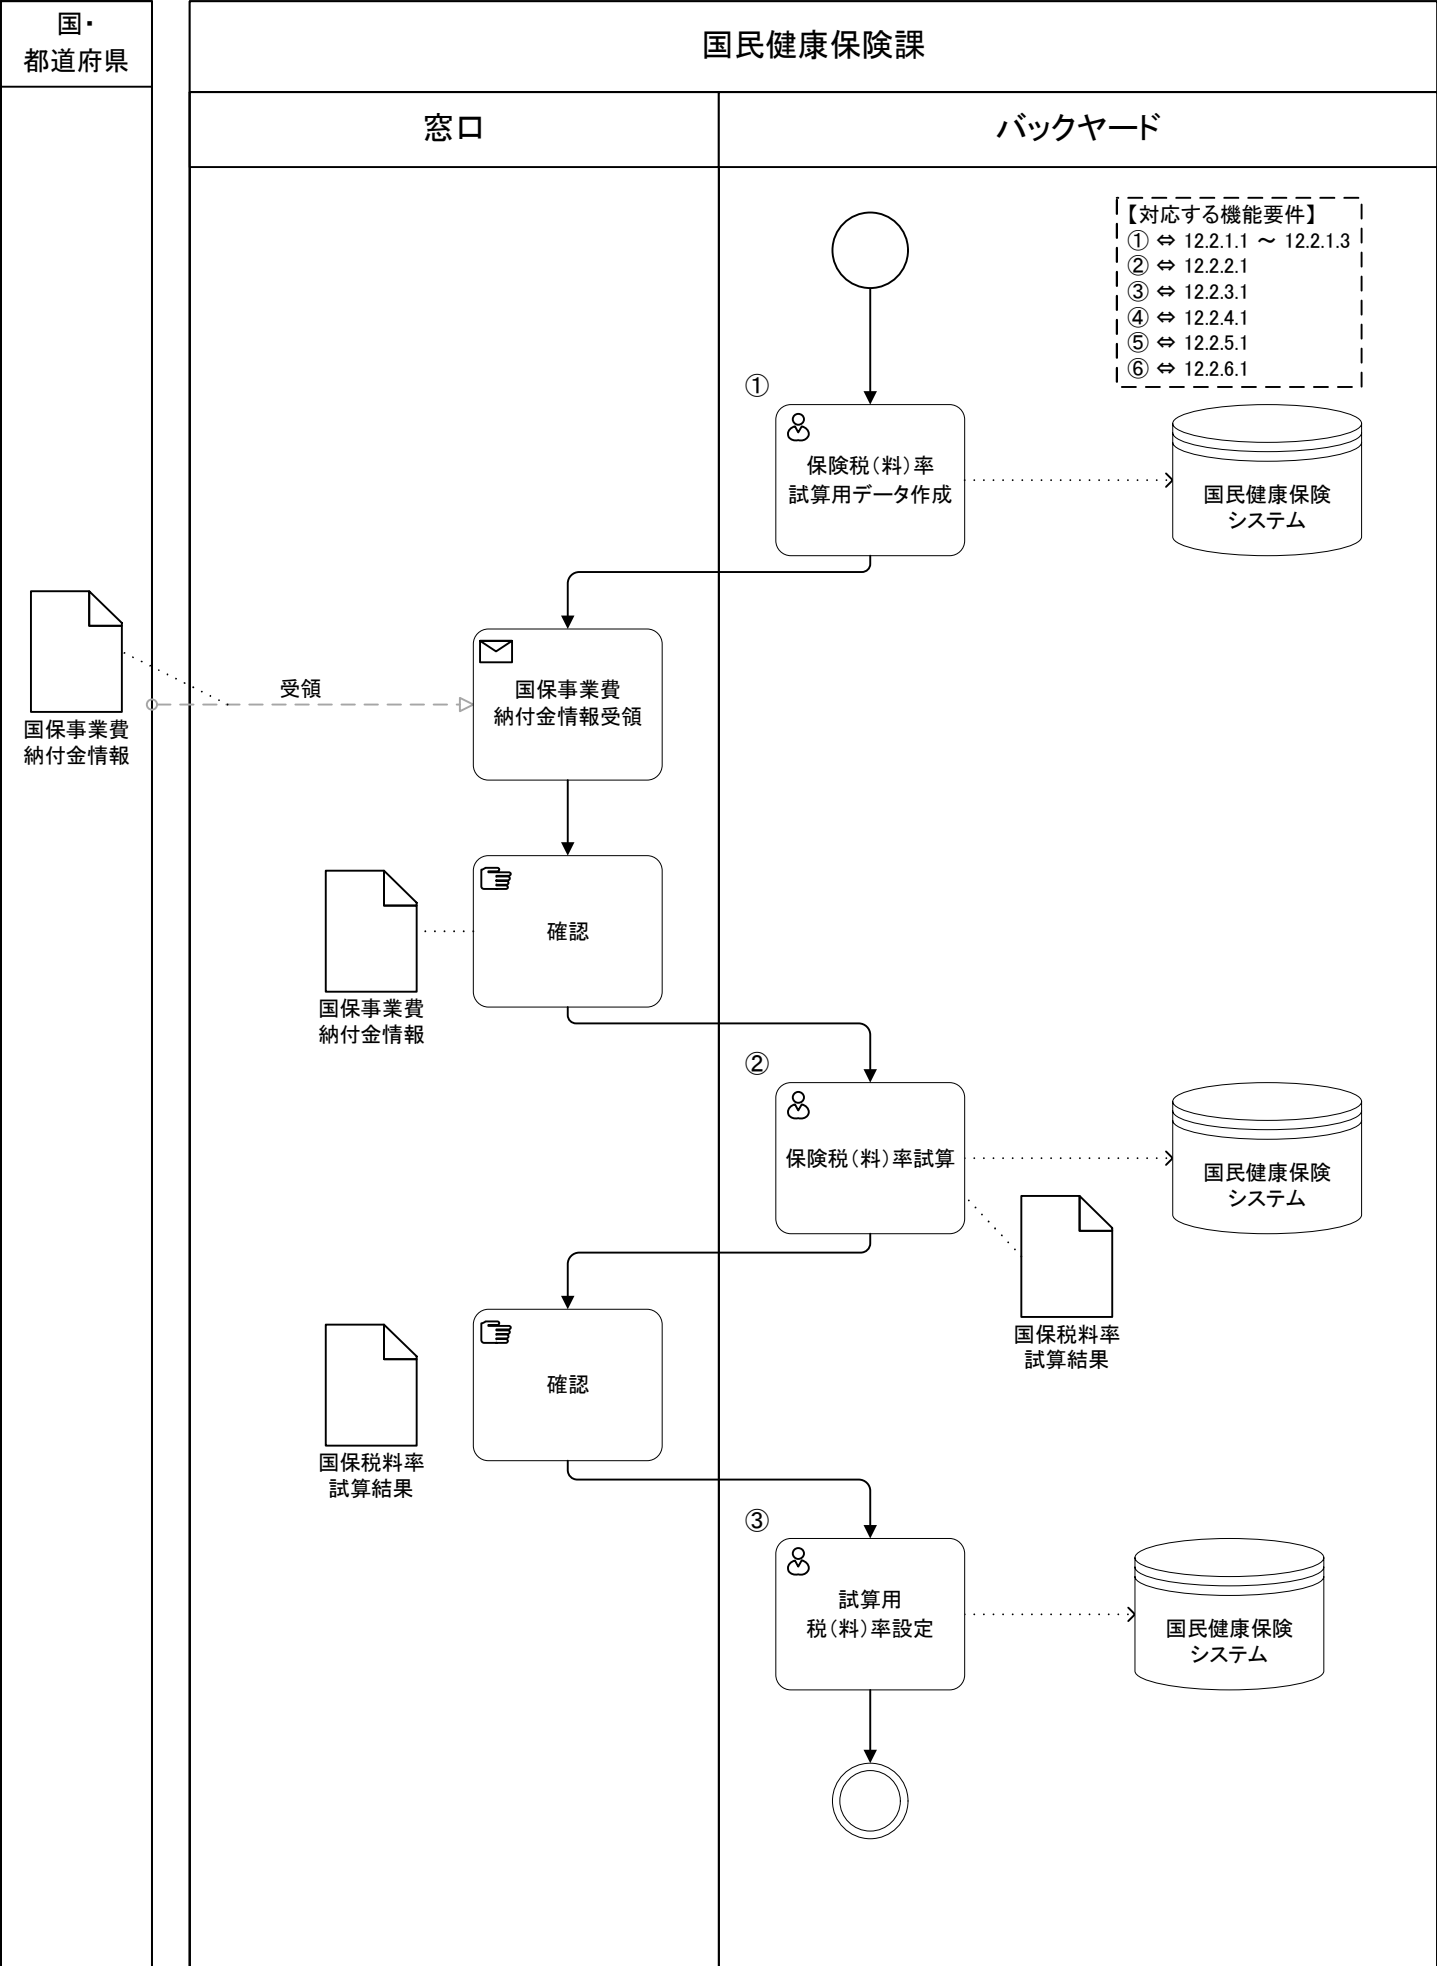 国・
都道府県
国民健康保険課
窓口
バックヤード
【対応する機能要件】
① ⇔ 12.2.1.1 ～ 12.2.1.3
② ⇔ 12.2.2.1
③ ⇔ 12.2.3.1
④ ⇔ 12.2.4.1
⑤ ⇔ 12.2.5.1
⑥ ⇔ 12.2.6.1
①
保険税（料）率
試算用データ作成
国民健康保険
システム
国保事業費
納付金情報
受領
国保事業費
納付金情報受領
確認
国保事業費
納付金情報
②
保険税（料）率試算
国民健康保険
システム
国保税料率
試算結果
確認
国保税料率
試算結果
③
試算用
税（料）率設定
国民健康保険
システム